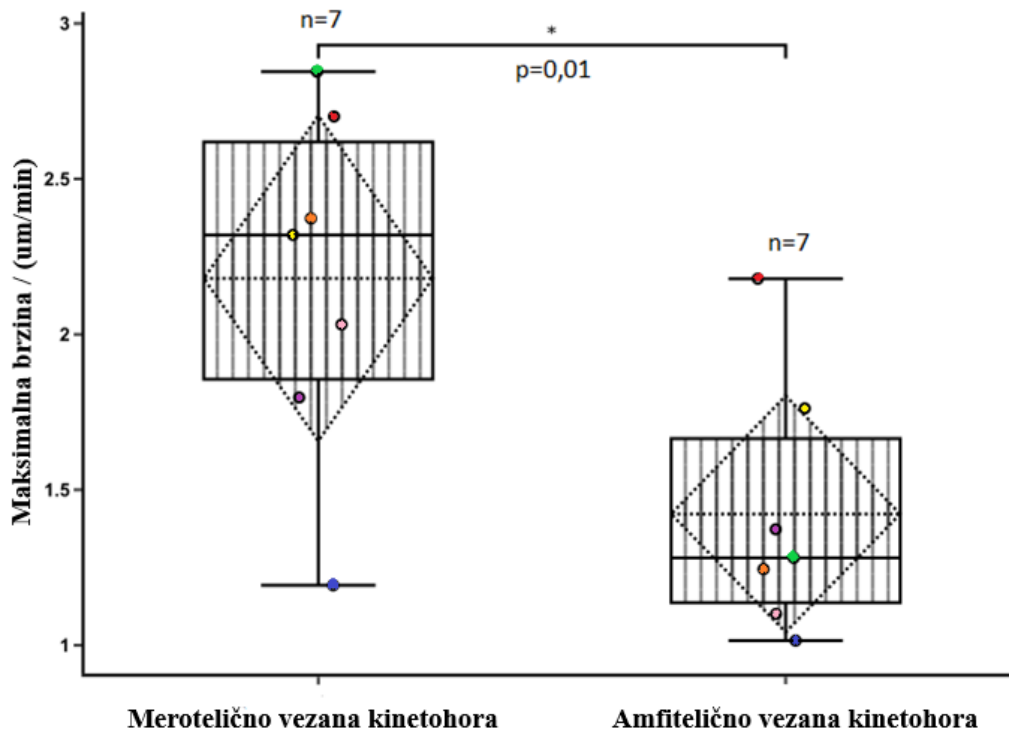 n=7
*
p=0,01
n=7
Maksimalna brzina / (um/min)
3
2.5
2
1.5
1
Merotelično vezana kinetohora
Amfitelično vezana kinetohora